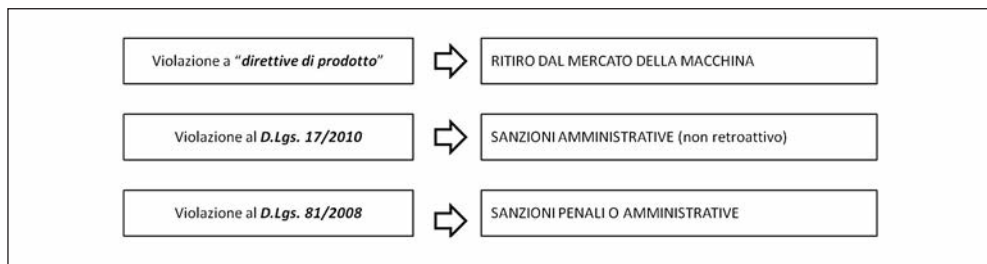 Violazione a “direttive di prodotto”
RITIRO DAL MERCATO DELLA MACCHINA
Violazione al D.Lgs. 17/2010
SANZIONI AMMINISTRATIVE (non retroattivo)
Violazione al D.Lgs. 81/2008
SANZIONI PENALI O AMMINISTRATIVE